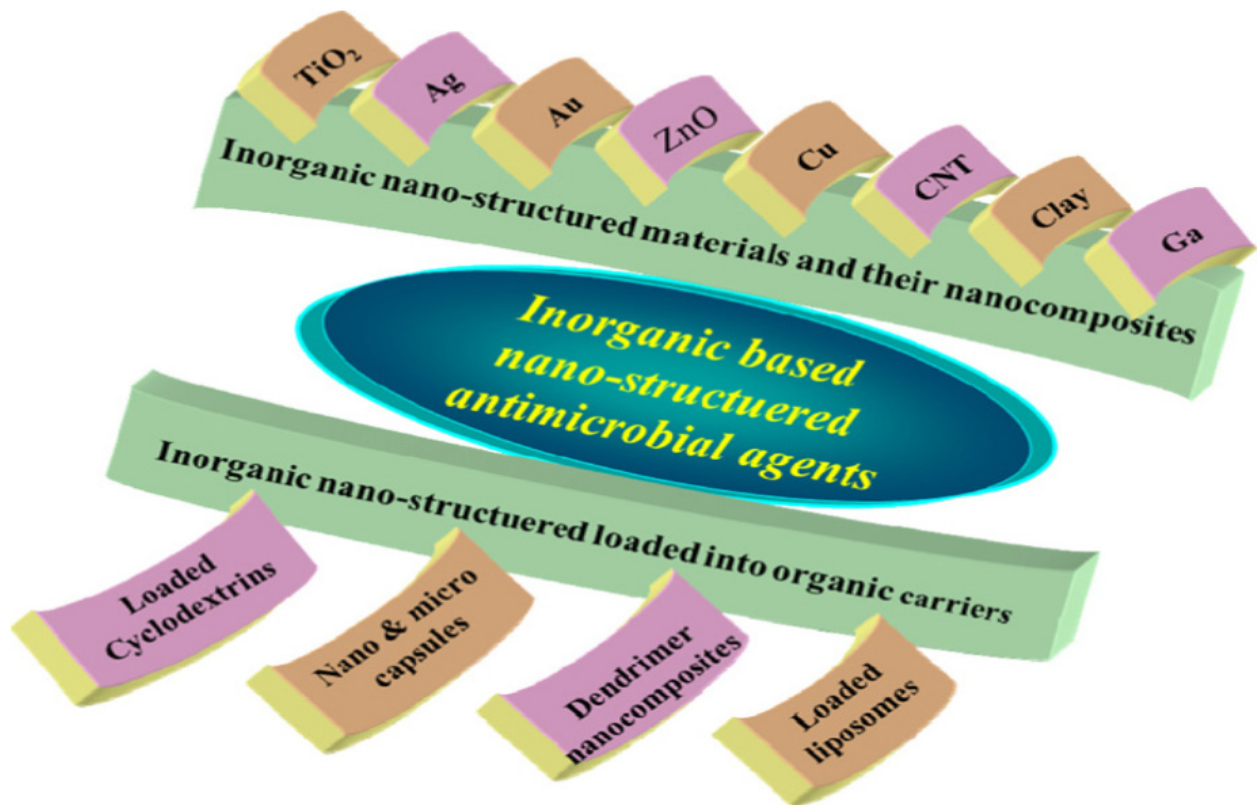 TiO₂
Ag
Au
ZnO
Cu
CNT
Clay
Ga
Inorganic nano-structured materials and their nanocomposites
Inorganic based
nano-structuered
antimicrobial agents
Inorganic nano-structuered loaded into organic carriers
Loaded
Cyclodextrins
Nano & micro
capsules
Dendrimer
nanocomposites
Loaded
liposomes